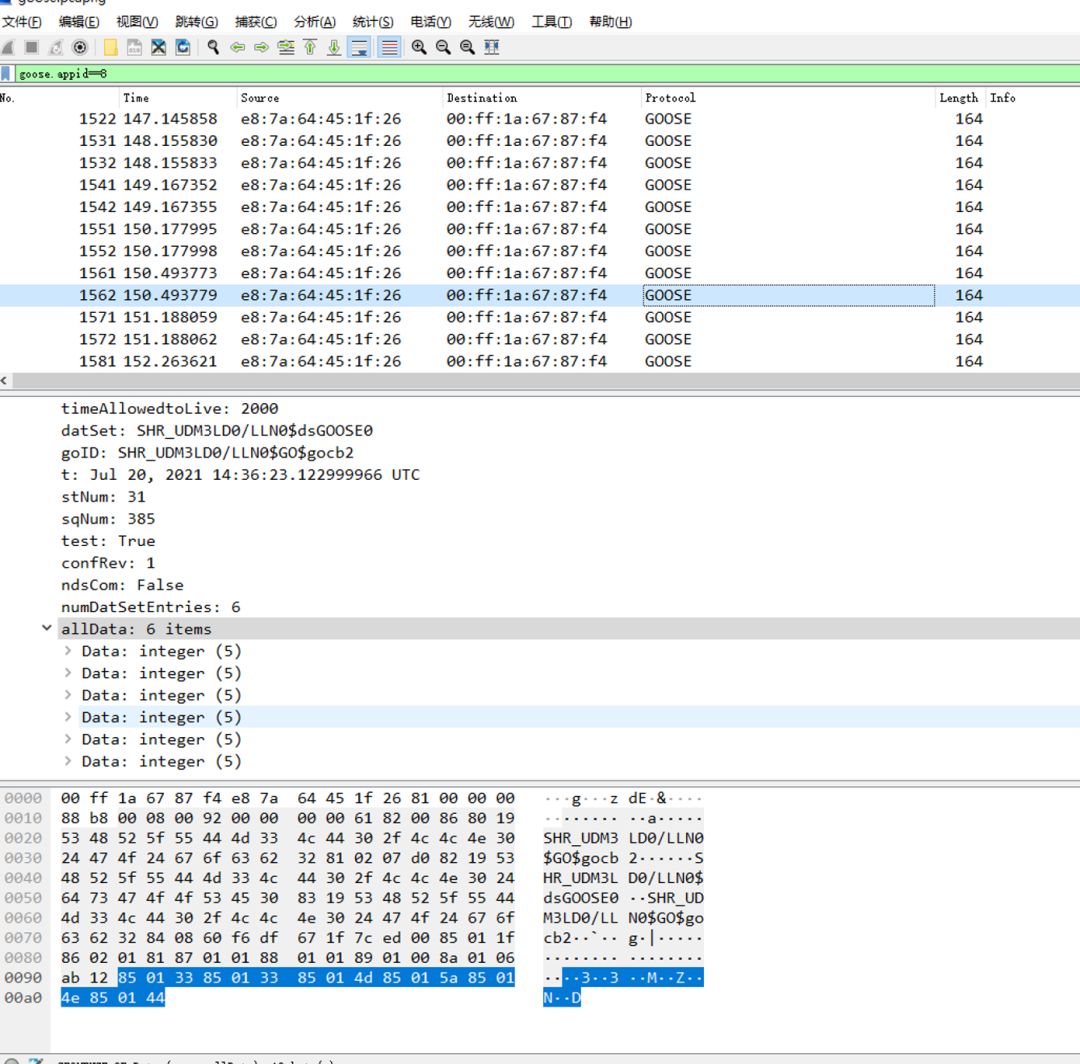 文件(F) 编辑(E) 视图(V) 跳转(G) 捕获(C) 分析(A) 统计(S) 电话(Y) 无线(W) 工具(T) 帮助(H)
goose.appid==8
No. Time Source Destination Protocol Length Info
1522 147.145858 e8:7a:64:45:1f:26 00:ff:1a:67:87:f4 GOOSE 164
1531 148.155830 e8:7a:64:45:1f:26 00:ff:1a:67:87:f4 GOOSE 164
1532 148.155833 e8:7a:64:45:1f:26 00:ff:1a:67:87:f4 GOOSE 164
1541 149.167352 e8:7a:64:45:1f:26 00:ff:1a:67:87:f4 GOOSE 164
1542 149.167355 e8:7a:64:45:1f:26 00:ff:1a:67:87:f4 GOOSE 164
1551 150.177995 e8:7a:64:45:1f:26 00:ff:1a:67:87:f4 GOOSE 164
1552 150.177998 e8:7a:64:45:1f:26 00:ff:1a:67:87:f4 GOOSE 164
1561 150.493773 e8:7a:64:45:1f:26 00:ff:1a:67:87:f4 GOOSE 164
1562 150.493779 e8:7a:64:45:1f:26 00:ff:1a:67:87:f4 GOOSE 164
1571 151.188059 e8:7a:64:45:1f:26 00:ff:1a:67:87:f4 GOOSE 164
1572 151.188062 e8:7a:64:45:1f:26 00:ff:1a:67:87:f4 GOOSE 164
1581 152.263621 e8:7a:64:45:1f:26 00:ff:1a:67:87:f4 GOOSE 164
timeAllowedtoLive: 2000
datSet: SHR_UDM3LD0/LLN0$dsGOOSE0
goID: SHR_UDM3LD0/LLN0$GO$gocb2
t: Jul 20, 2021 14:36:23.122999966 UTC
stNum: 31
sqNum: 385
test: True
confRev: 1
ndsCom: False
numDatSetEntries: 6
allData: 6 items
Data: integer (5)
Data: integer (5)
Data: integer (5)
Data: integer (5)
Data: integer (5)
Data: integer (5)
0000 00 ff 1a 67 87 f4 e8 7a 64 45 1f 26 81 00 00 00 ···g···z dE·&····
0010 88 b8 00 08 00 92 00 00 00 00 61 82 00 86 80 19 ········ ··a·····
0020 53 48 52 5f 55 44 4d 33 4c 44 30 2f 4c 4c 4e 30 SHR_UDM3 LD0/LLN0
0030 24 47 4f 24 67 6f 63 62 32 81 02 07 d0 82 19 53 $GO$gocb 2······S
0040 48 52 5f 55 44 4d 33 4c 44 30 2f 4c 4c 4e 30 24 HR_UDM3L D0/LLN0$
0050 64 73 47 4f 4f 53 45 30 83 19 53 48 52 5f 55 44 dsGOOSE0 ··SHR_UD
0060 4d 33 4c 44 30 2f 4c 4c 4e 30 24 47 4f 24 67 6f M3LD0/LL N0$GO$go
0070 63 62 32 84 08 60 f6 df 67 1f 7c ed 00 85 01 1f cb2··`·· g·|·····
0080 86 02 01 81 87 01 01 88 01 01 89 01 00 8a 01 06 ········ ········
0090 ab 12 85 01 33 85 01 33 85 01 4d 85 01 5a 85 01 ····3··3 ··M··Z··
00a0 4e 85 01 44 N··D